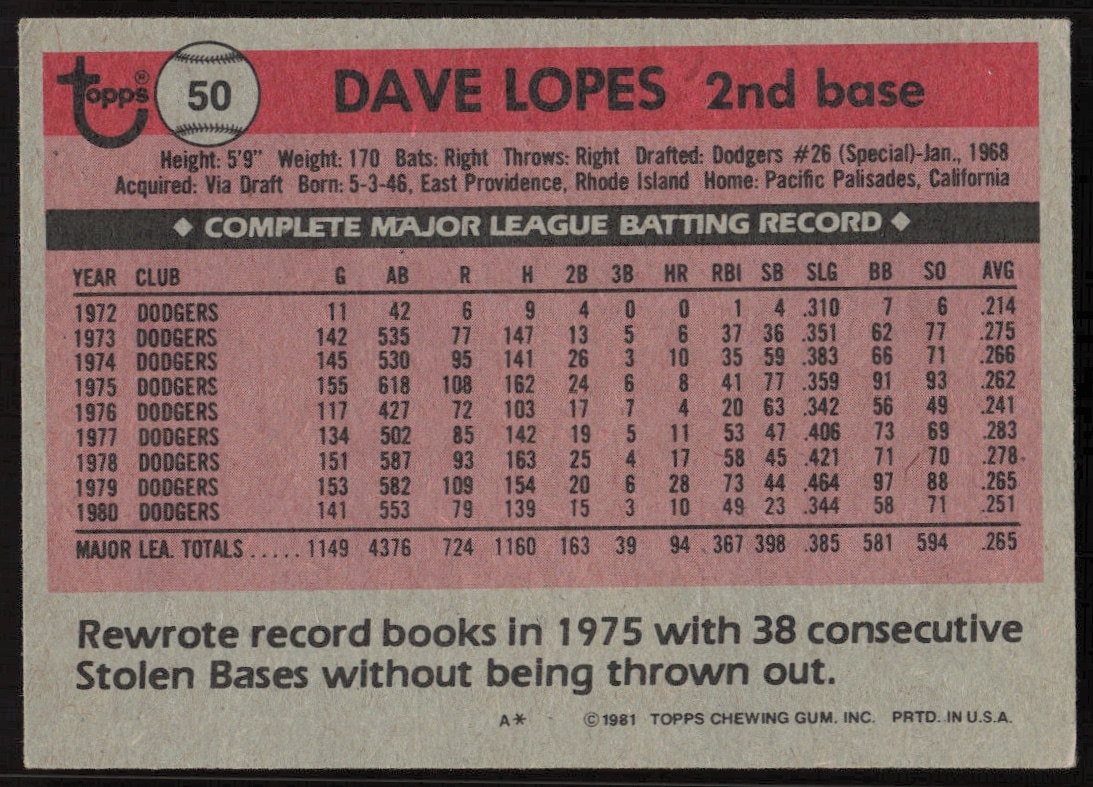 Topps® 50 DAVE LOPES 2nd base
Height: 5'9" Weight: 170 Bats: Right Throws: Right Drafted: Dodgers #26 (Special)-Jan., 1968
Acquired: Via Draft Born: 5-3-46, East Providence, Rhode Island Home: Pacific Palisades, California
◆ COMPLETE MAJOR LEAGUE BATTING RECORD ◆
YEAR CLUB G AB R H 2B 3B HR RBI SB SLG BB SO AVG
1972 DODGERS 11 42 6 9 4 0 0 1 4 .310 7 6 .214
1973 DODGERS 142 535 77 147 13 5 6 37 36 .351 62 77 .275
1974 DODGERS 145 530 95 141 26 3 10 35 59 .383 66 71 .266
1975 DODGERS 155 618 108 162 24 6 8 41 77 .359 91 93 .262
1976 DODGERS 117 427 72 103 17 7 4 20 63 .342 56 49 .241
1977 DODGERS 134 502 85 142 19 5 11 53 47 .406 73 69 .283
1978 DODGERS 151 587 93 163 25 4 17 58 45 .421 71 70 .278
1979 DODGERS 153 582 109 154 20 6 28 73 44 .464 97 88 .265
1980 DODGERS 141 553 79 139 15 3 10 49 23 .344 58 71 .251
MAJOR LEA. TOTALS ..... 1149 4376 724 1160 163 39 94 367 398 .385 581 594 .265
Rewrote record books in 1975 with 38 consecutive
Stolen Bases without being thrown out.
A* ©1981 TOPPS CHEWING GUM. INC. PRTD. IN U.S.A.